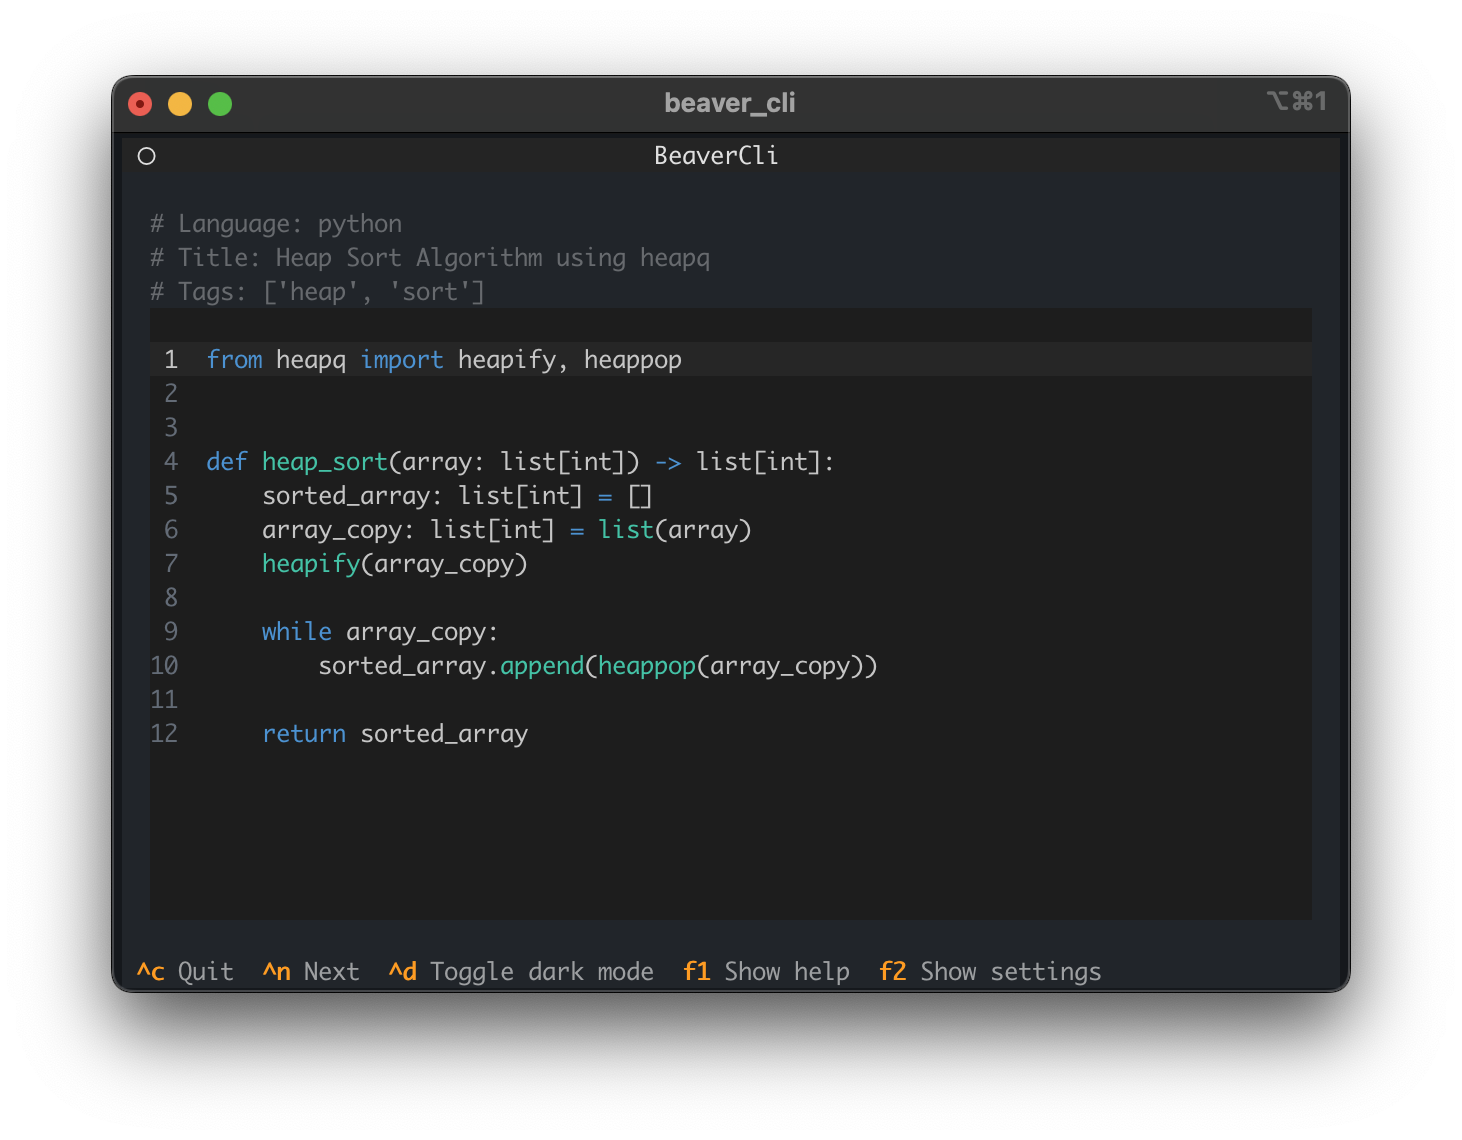 beaver_cli
⌥⌘1
BeaverCli
# Language: python
# Title: Heap Sort Algorithm using heapq
# Tags: ['heap', 'sort']
1  from heapq import heapify, heappop
2
3
4  def heap_sort(array: list[int]) -> list[int]:
5      sorted_array: list[int] = []
6      array_copy: list[int] = list(array)
7      heapify(array_copy)
8
9      while array_copy:
10          sorted_array.append(heappop(array_copy))
11
12      return sorted_array
^c Quit  ^n Next  ^d Toggle dark mode  f1 Show help  f2 Show settings